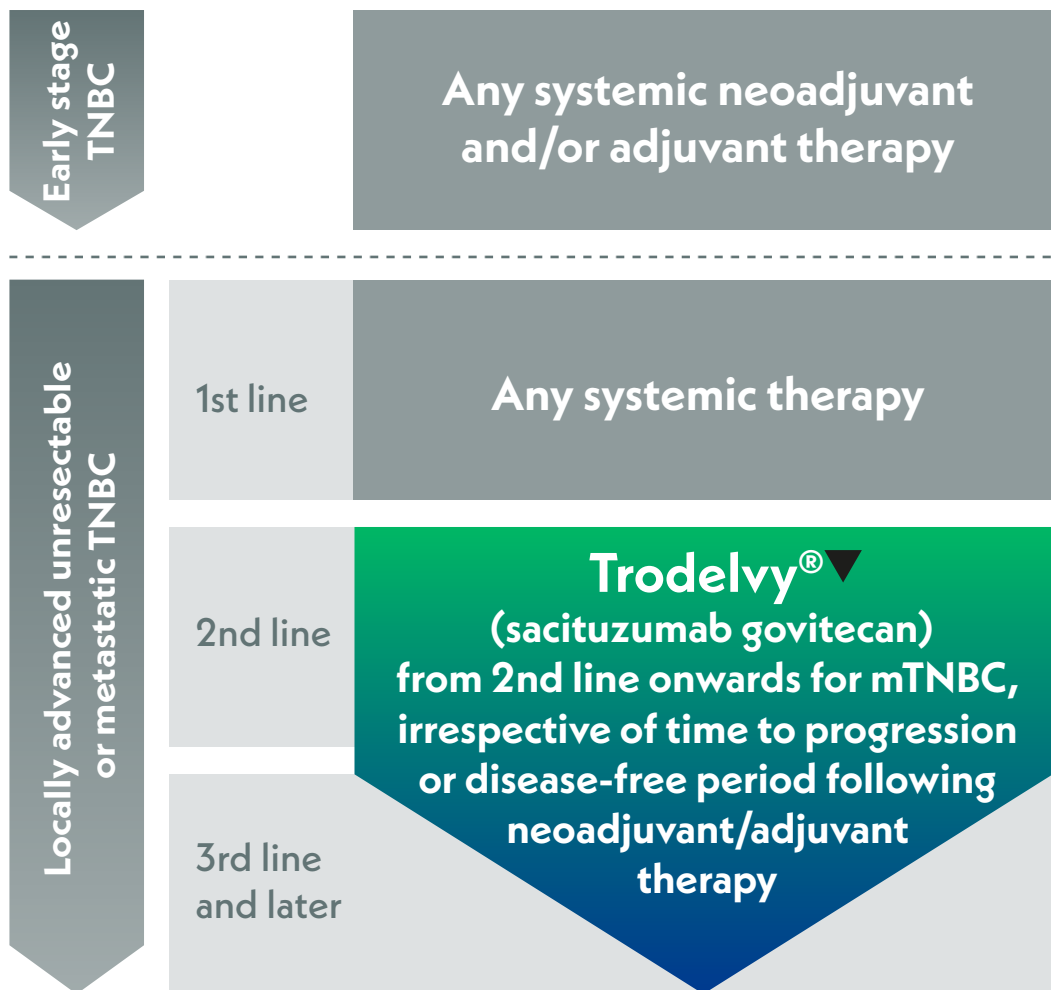 Early stage
TNBC
Any systemic neoadjuvant
and/or adjuvant therapy
Locally advanced unresectable
or metastatic TNBC
1st line
Any systemic therapy
2nd line
Trodelvy®▼
(sacituzumab govitecan)
from 2nd line onwards for mTNBC,
irrespective of time to progression
or disease-free period following
neoadjuvant/adjuvant
therapy
3rd line
and later